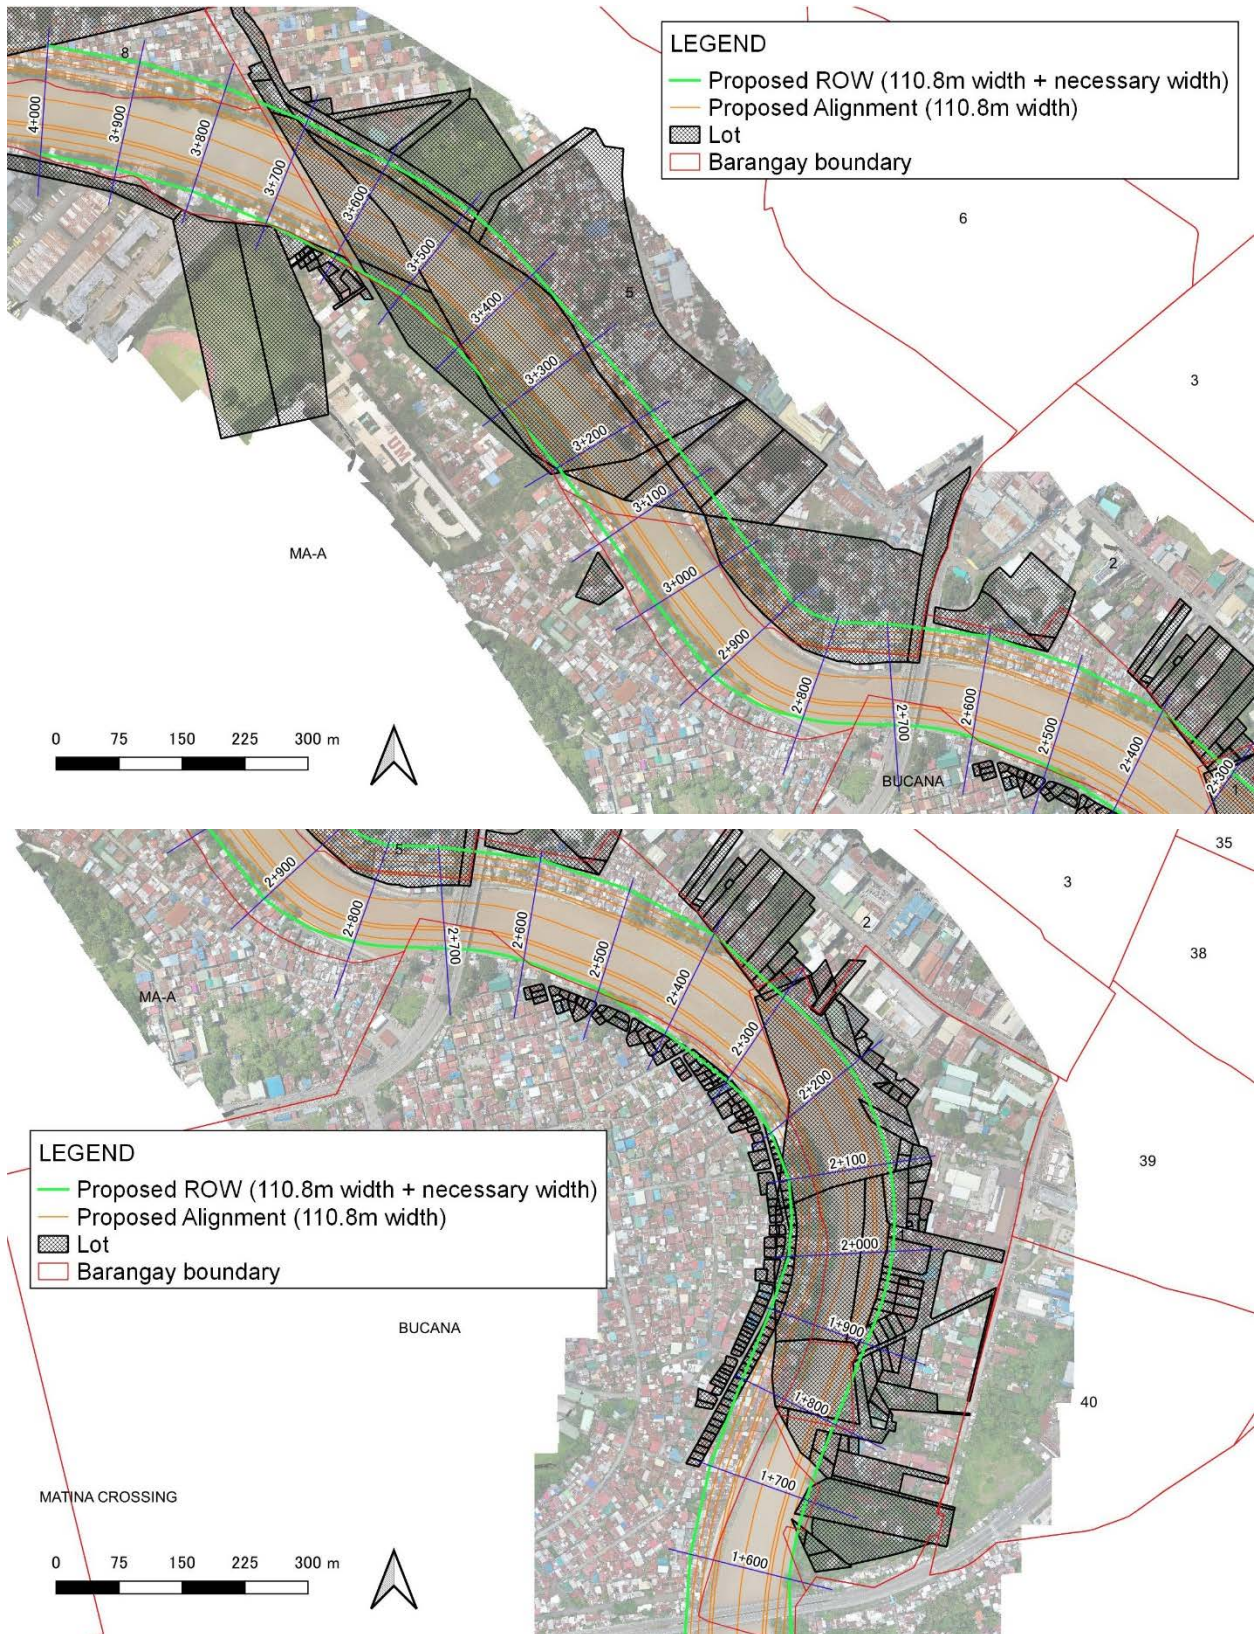 LEGEND
Proposed ROW (110.8m width + necessary width)
Proposed Alignment (110.8m width)
Lot
Barangay boundary
8
4+000
3+900
3+800
3+700
3+600
3+500
3+400
3+300
3+200
3+100
3+000
2+900
2+800
2+700
2+600
2+500
2+400
2+300
6
5
3
2
1
UM
MA-A
BUCANA
0 75 150 225 300 m
5
2+900
2+800
2+700
2+600
2+500
2+400
2+300
2+200
2+100
2+000
1+900
1+800
1+700
1+600
35
3
2
38
39
40
MA-A
LEGEND
Proposed ROW (110.8m width + necessary width)
Proposed Alignment (110.8m width)
Lot
Barangay boundary
BUCANA
MATINA CROSSING
0 75 150 225 300 m